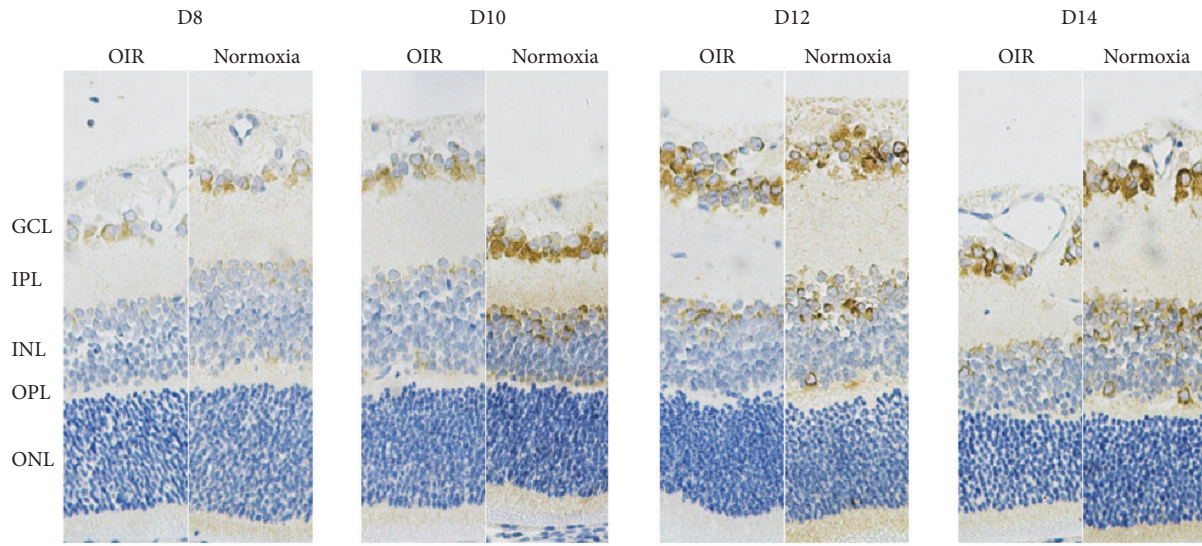 D8 D10 D12 D14
OIR Normoxia OIR Normoxia OIR Normoxia OIR Normoxia
GCL
IPL
INL
OPL
ONL